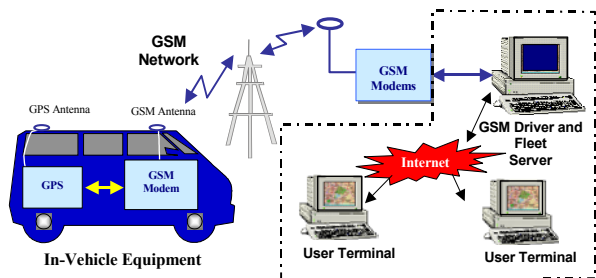 GSM
Network
GPS Antenna
GSM Antenna
GSM
Modems
GSM Driver and
Fleet
Server
GPS
GSM
Modem
Internet
User Terminal
User Terminal
In-Vehicle Equipment